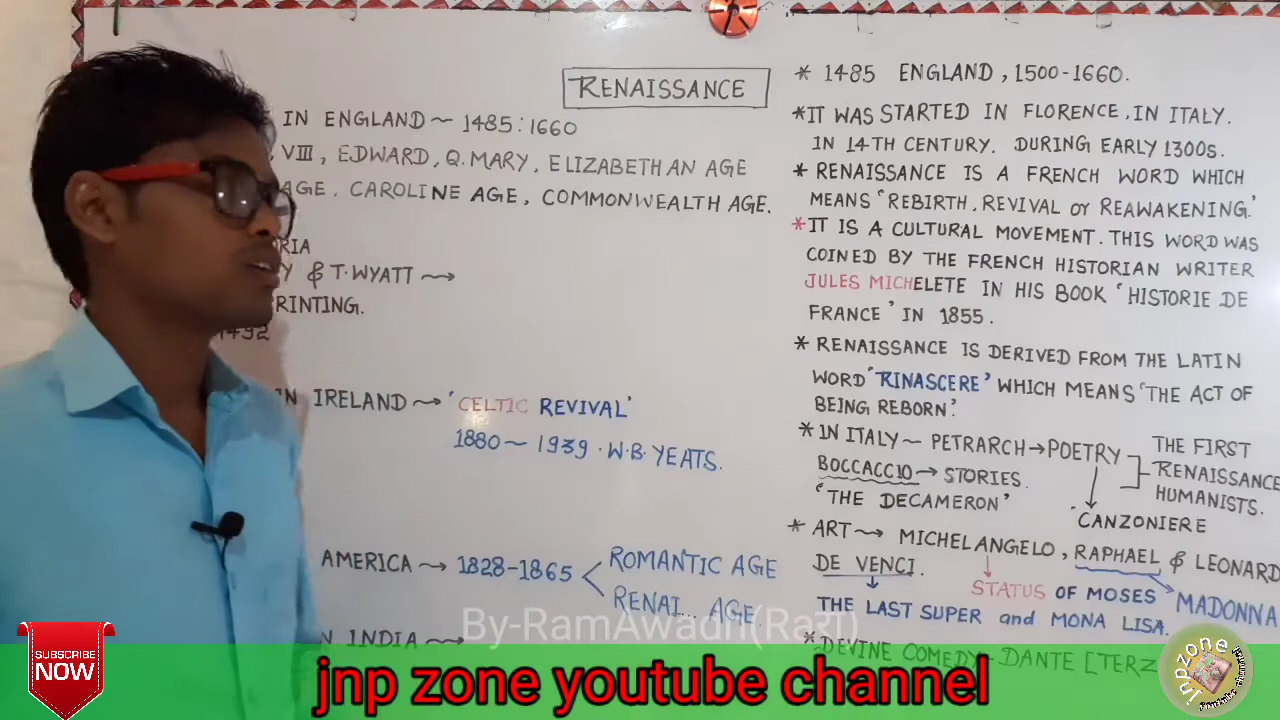 RENAISSANCE
IN ENGLAND ~ 1485:1660
VIII, EDWARD, Q.MARY, ELIZABETHAN AGE
AGE. CAROLINE AGE, COMMONWEALTH AGE.
RIA
Y & T.WYATT →
RINTING.
1492
IN IRELAND → 'CELTIC REVIVAL'
1880 ~ 1939 . W.B. YEATS.
AMERICA → 1828-1865 < ROMANTIC AGE
RENAI... AGE
N INDIA →
* 1485 ENGLAND, 1500-1660.
*IT WAS STARTED IN FLORENCE, IN ITALY.
IN 14TH CENTURY. DURING EARLY 1300s.
* RENAISSANCE IS A FRENCH WORD WHICH
MEANS 'REBIRTH, REVIVAL or REAWAKENING.'
*IT IS A CULTURAL MOVEMENT. THIS WORD WAS
COINED BY THE FRENCH HISTORIAN WRITER
JULES MICHELETE IN HIS BOOK 'HISTORIE DE
FRANCE' IN 1855.
* RENAISSANCE IS DERIVED FROM THE LATIN
WORD "RINASCERE" WHICH MEANS 'THE ACT OF
BEING REBORN'.
* IN ITALY ~ PETRARCH → POETRY
BOCCACCIO → STORIES.
"THE DECAMERON"
THE FIRST
RENAISSANCE
HUMANISTS.
CANZONIERE
* ART → MICHELANGELO, RAPHAEL & LEONARD
DE VENCI.
STATUS OF MOSES
MADONNA
THE LAST SUPER and MONA LISA.
* DEVINE COMEDY - DANTE [TERZ
By-RamAwadh
SUBSCRIBE
NOW
jnp zone youtube channel
jnpzone